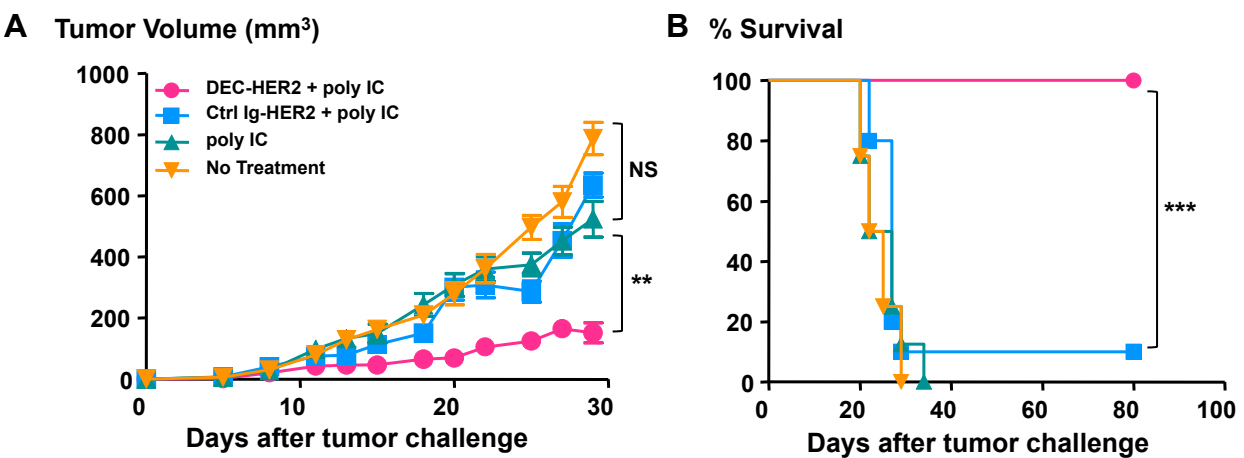 A Tumor Volume (mm³)
1000
800
600
400
200
0
DEC-HER2 + poly IC
Ctrl Ig-HER2 + poly IC
poly IC
No Treatment
NS
**
0 10 20 30
Days after tumor challenge
B % Survival
100
80
60
40
20
0
***
0 20 40 60 80 100
Days after tumor challenge